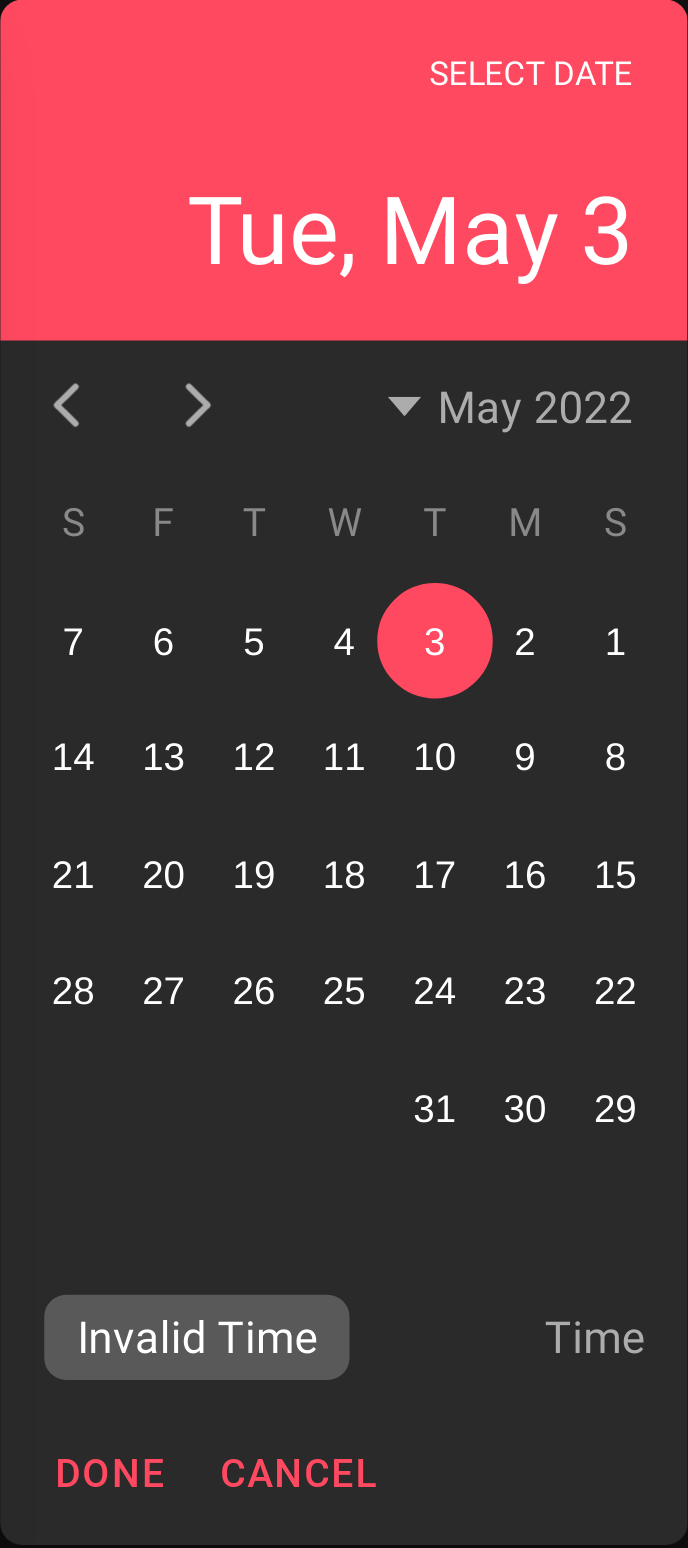 SELECT DATE
Tue, May 3
May 2022
S F T W T M S
7 6 5 4 3 2 1
14 13 12 11 10 9 8
21 20 19 18 17 16 15
28 27 26 25 24 23 22
31 30 29
Invalid Time Time
DONE CANCEL